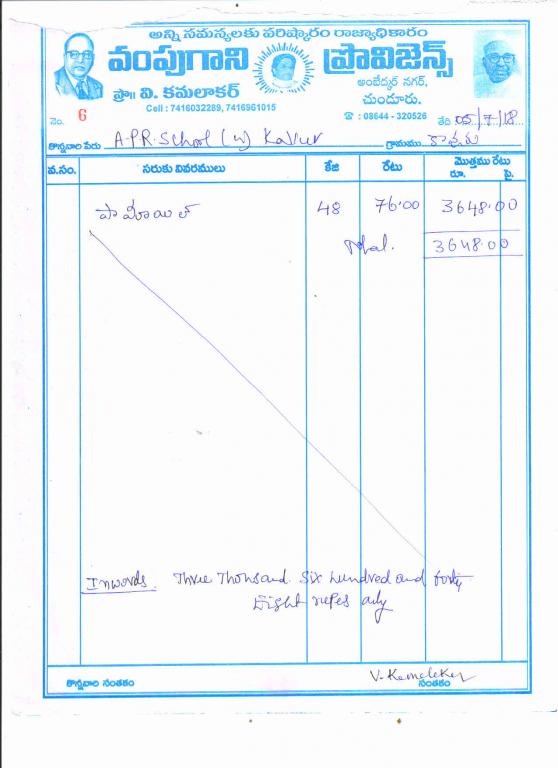 అన్ని సమస్యలకు పరిష్కారం రాజ్యాధికారం
వంపుగాని ప్రొవిజెన్స్
ప్రొ॥ వి. కమలాకర్
అంబేద్కర్ నగర్,
చుండూరు.
Cell : 7416032289, 7416961015
☎ : 08644 - 320526
నెం. 6
తేది 05/7/18
కొన్నవారి పేరు A.P.R. School (W) గ్రామము కావూరు
వ.సం. సరుకు వివరములు కేజి రేటు మొత్తము రేటు
రూ. పై.
పామాయిల్ 48 76.00 3648.00
Total. 3648.00
Inwords. Three Thousand Six hundred and forty
Eight rupes only
V. Kamalakar
కొన్నవారి సంతకం సంతకం